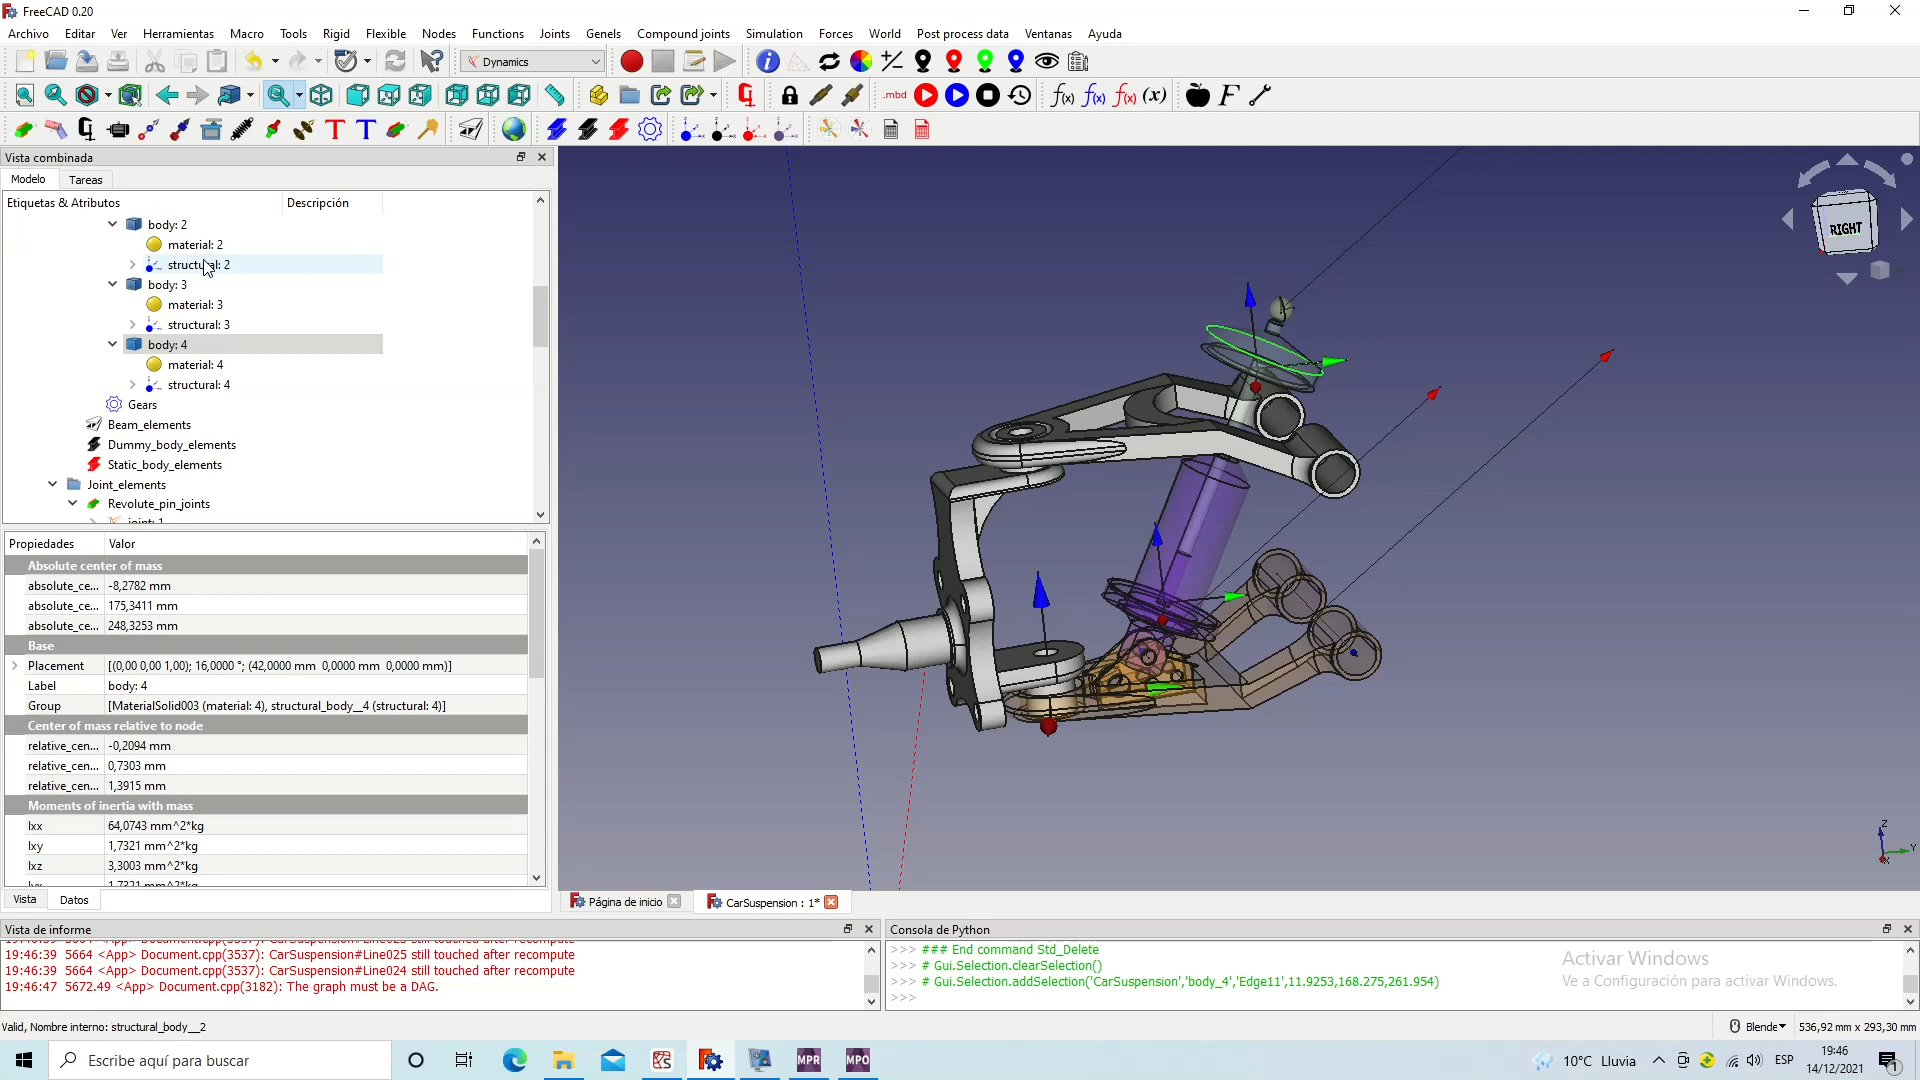 FreeCAD 0.20
Archivo Editar Ver Herramientas Macro Tools Rigid Flexible Nodes Functions Joints Genels Compound joints Simulation Forces World Post process data Ventanas Ayuda
Dynamics
.mbd f(x) f(x) f(x) (x)
Vista combinada
Modelo Tareas
Etiquetas & Atributos Descripción
body: 2
material: 2
structural: 2
body: 3
material: 3
structural: 3
body: 4
material: 4
structural: 4
Gears
Beam_elements
Dummy_body_elements
Static_body_elements
Joint_elements
Revolute_pin_joints
joint: 1
RIGHT
Propiedades Valor
Absolute center of mass
absolute_ce... -8,2782 mm
absolute_ce... 175,3411 mm
absolute_ce... 248,3253 mm
Base
Placement [(0,00 0,00 1,00); 16,0000 °; (42,0000 mm 0,0000 mm 0,0000 mm)]
Label body: 4
Group [MaterialSolid003 (material: 4), structural_body__4 (structural: 4)]
Center of mass relative to node
relative_cen... -0,2094 mm
relative_cen... 0,7303 mm
relative_cen... 1,3915 mm
Moments of inertia with mass
Ixx 64,0743 mm^2*kg
Ixy 1,7321 mm^2*kg
Ixz 3,3003 mm^2*kg
Iyx 1,7321 mm^2*kg
Z
Y
X
Vista Datos
Página de inicio CarSuspension : 1*
Vista de informe
19:46:39 5664 <App> Document.cpp(3537): CarSuspension#Line025 still touched after recompute
19:46:39 5664 <App> Document.cpp(3537): CarSuspension#Line024 still touched after recompute
19:46:47 5672.49 <App> Document.cpp(3182): The graph must be a DAG.
Consola de Python
>>> ### End command Std_Delete
>>> # Gui.Selection.clearSelection()
>>> # Gui.Selection.addSelection('CarSuspension','body_4','Edge11',11.9253,168.275,261.954)
>>>
Activar Windows
Ve a Configuración para activar Windows.
Valid, Nombre interno: structural_body__2
Blender 536,92 mm x 293,30 mm
Escribe aquí para buscar
MPR MPO
10°C Lluvia
ESP
19:46
14/12/2021
1